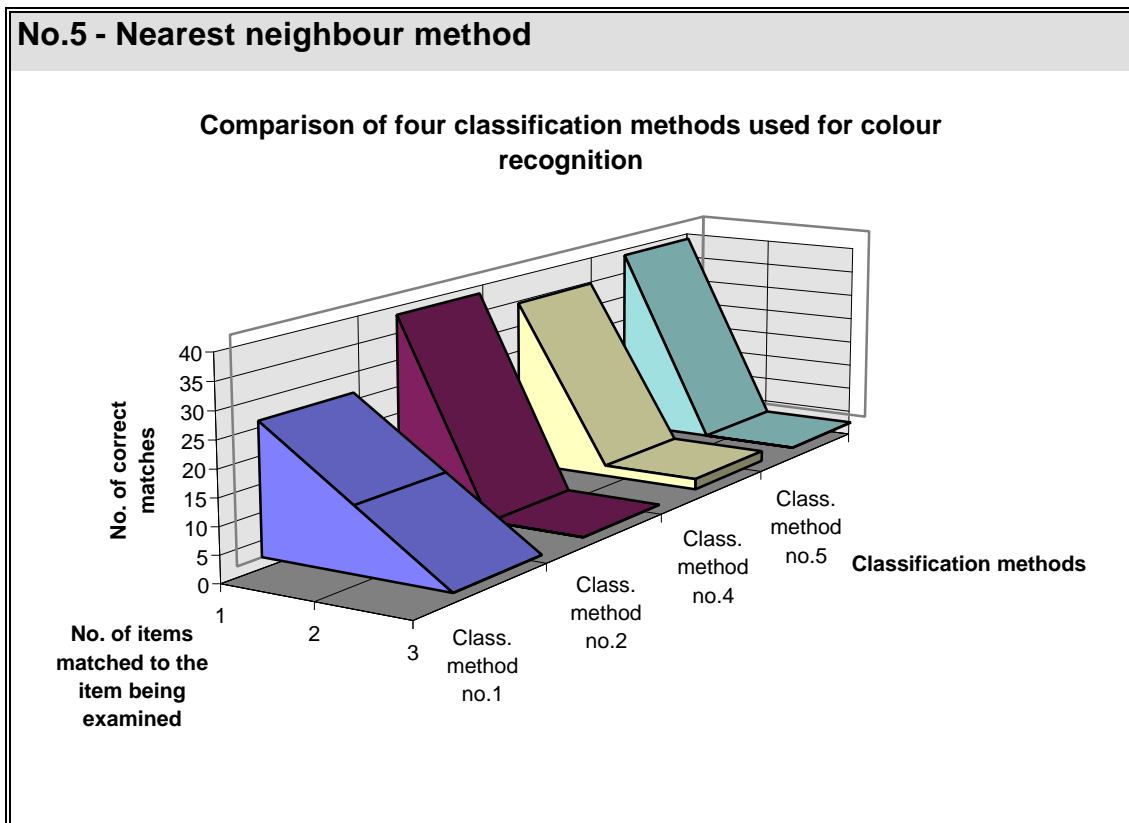 No.5 - Nearest neighbour method
Comparison of four classification methods used for colour
recognition
40
35
30
25
20
15
10
5
0
No. of correct
matches
1
2
3
No. of items
matched to the
item being
examined
Class.
method
no.1
Class.
method
no.2
Class.
method
no.4
Class.
method
no.5
Classification methods